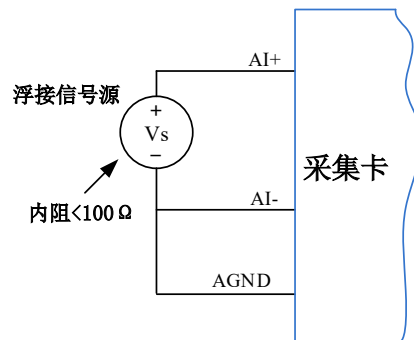 AI+
浮接信号源
+
Vs
−
采集卡
内阻<100Ω
AI-
AGND